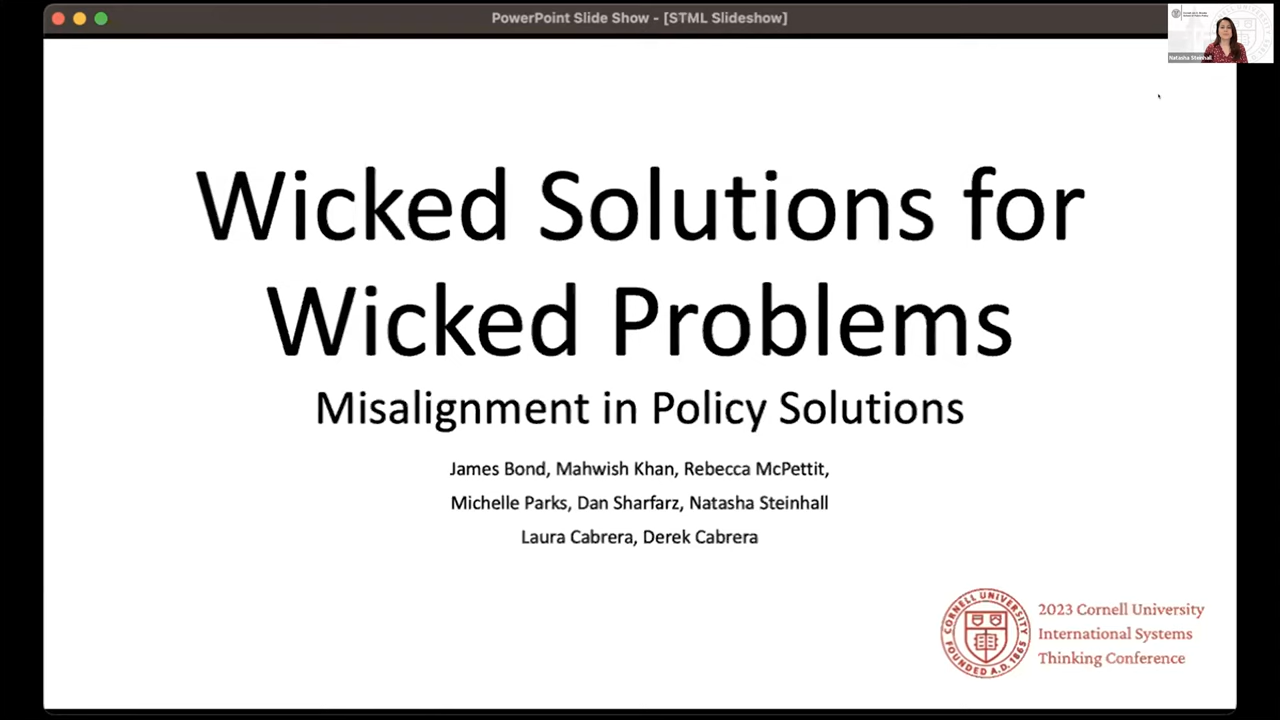 PowerPoint Slide Show - [STML Slideshow]
Natasha Steinhall
Wicked Solutions for
Wicked Problems
Misalignment in Policy Solutions
James Bond, Mahwish Khan, Rebecca McPettit,
Michelle Parks, Dan Sharfarz, Natasha Steinhall
Laura Cabrera, Derek Cabrera
CORNELL UNIVERSITY
FOUNDED A.D. 1865
2023 Cornell University
International Systems
Thinking Conference